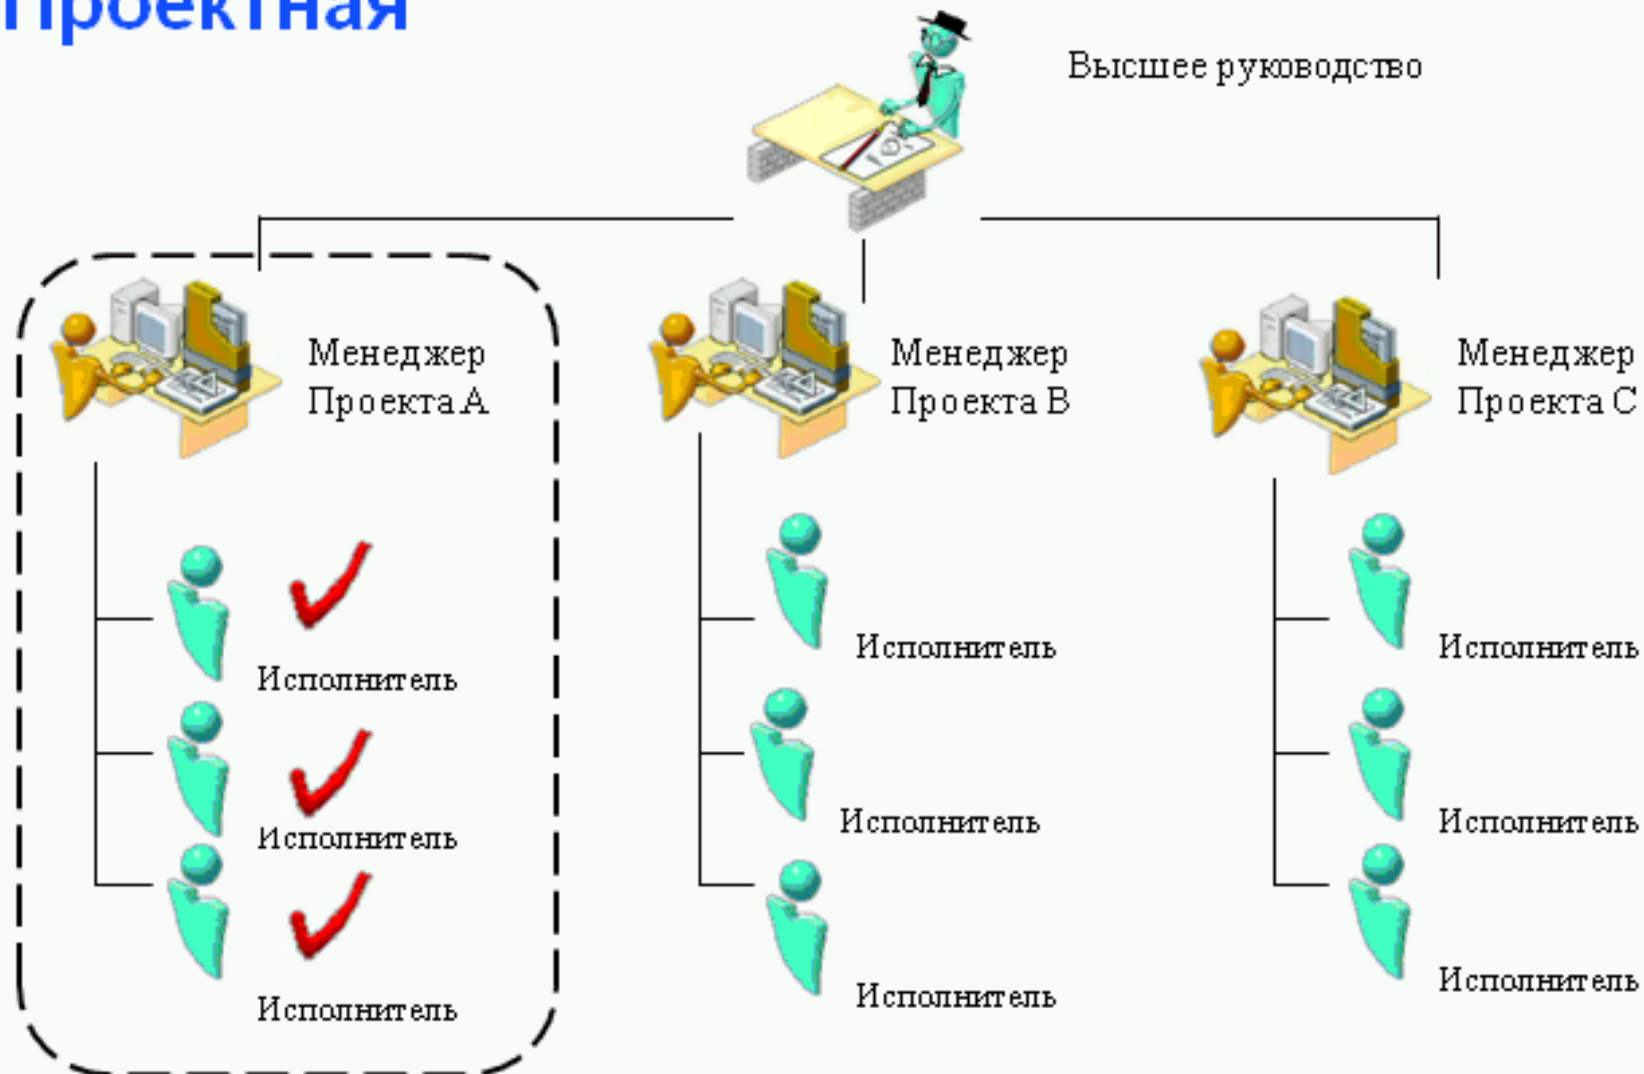 Проектная
Высшее руководство
Менеджер
Проекта А
Менеджер
Проекта В
Менеджер
Проекта С
Исполнитель
Исполнитель
Исполнитель
Исполнитель
Исполнитель
Исполнитель
Исполнитель
Исполнитель
Исполнитель